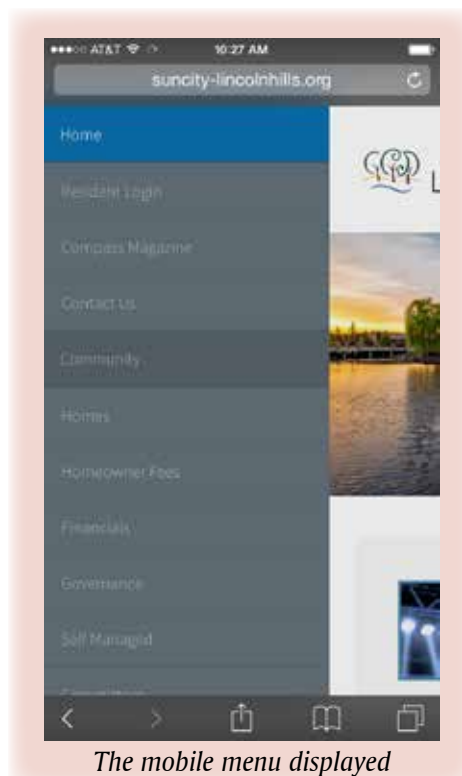 AT&T 10:27 AM
suncity-lincolnhills.org
Home
Resident Login
Compass Magazine
Contact Us
Community
Homes
Homeowner Fees
Financials
Governance
Self Managed
L
The mobile menu displayed